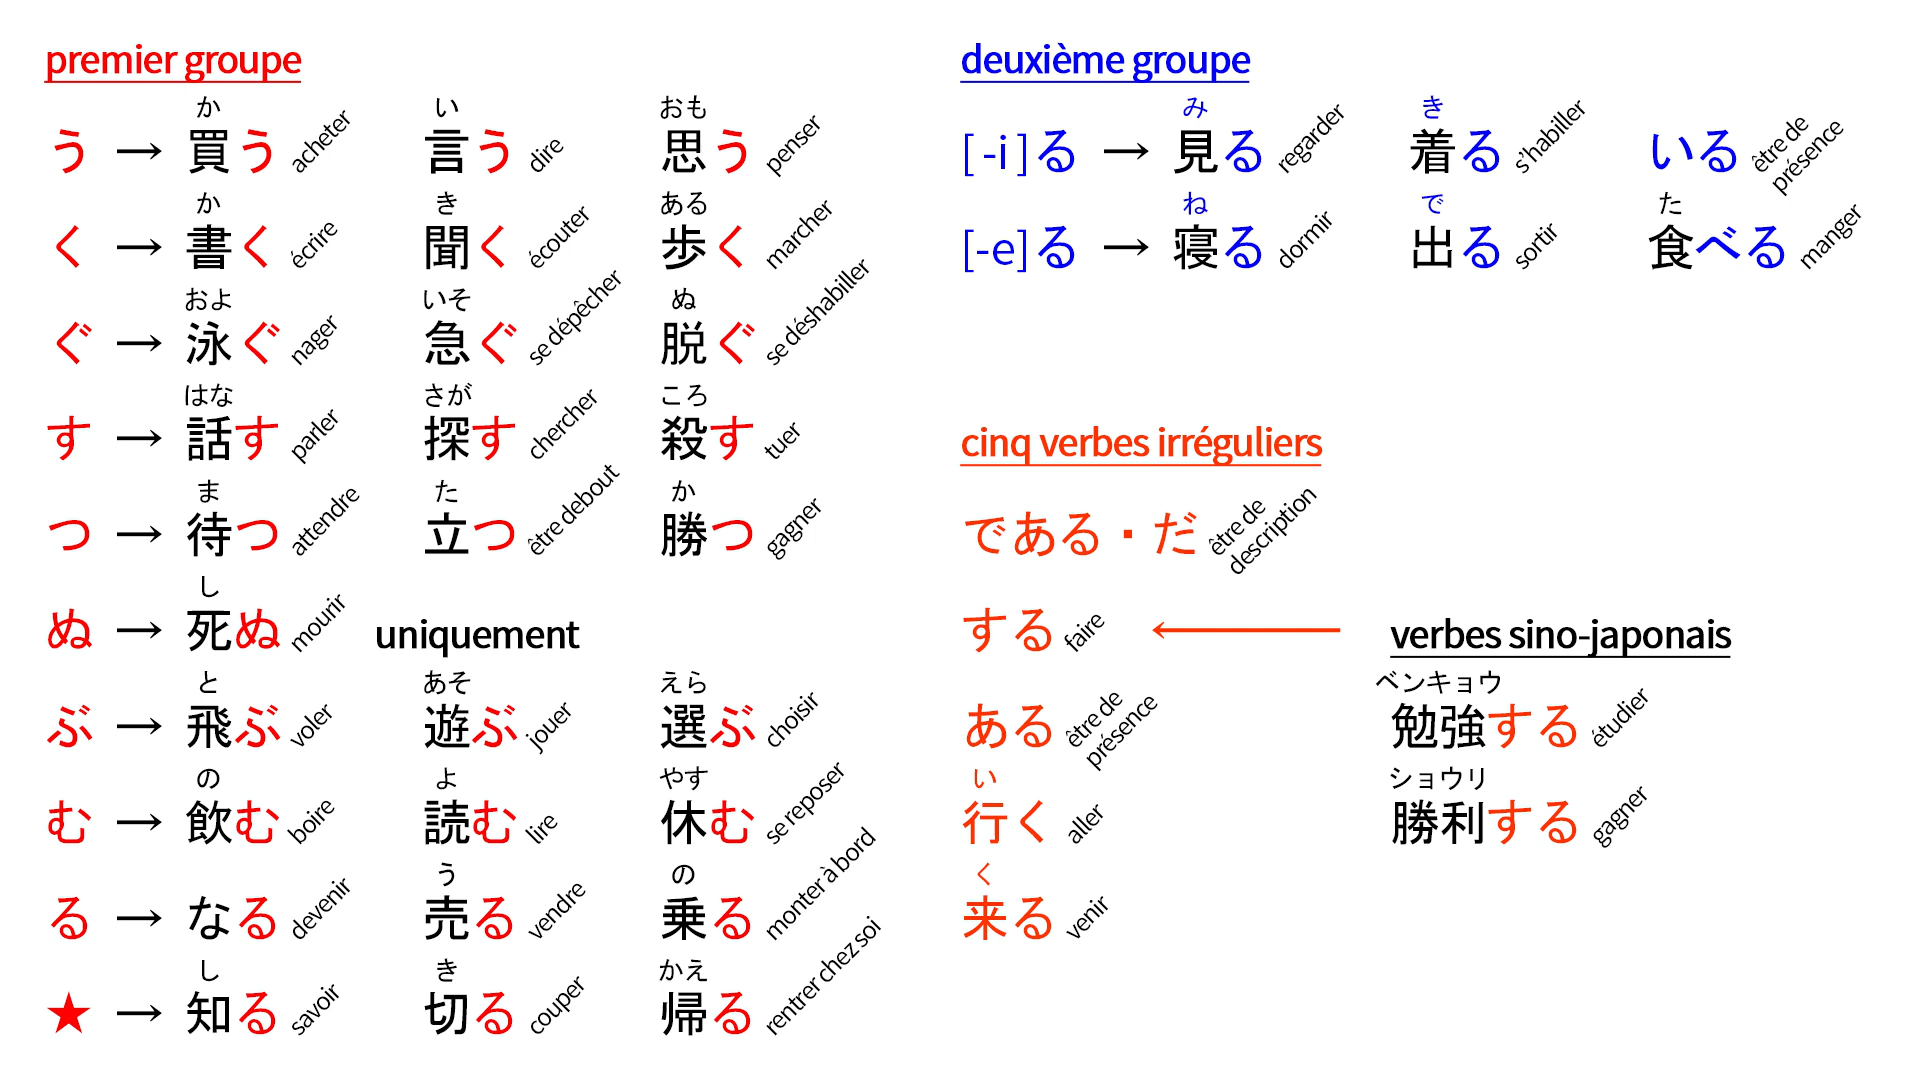 premier groupe
か い おも
う → 買う acheter 言う dire 思う penser
か き ある
く → 書く écrire 聞く écouter 歩く marcher
およ いそ ぬ
ぐ → 泳ぐ nager 急ぐ se dépêcher 脱ぐ se déshabiller
はな さが ころ
す → 話す parler 探す chercher 殺す tuer
ま た か
つ → 待つ attendre 立つ être debout 勝つ gagner
し
ぬ → 死ぬ mourir uniquement
と あそ えら
ぶ → 飛ぶ voler 遊ぶ jouer 選ぶ choisir
の よ やす
む → 飲む boire 読む lire 休む se reposer
う の
る → なる devenir 売る vendre 乗る monter à bord
し き かえ
★ → 知る savoir 切る couper 帰る rentrer chez soi
deuxième groupe
み き
[-i]る → 見る regarder 着る s'habiller いる être de présence
ね で た
[-e]る → 寝る dormir 出る sortir 食べる manger
cinq verbes irréguliers
である・だ être de description
する faire ←
ある être de présence
い
行く aller
く
来る venir
verbes sino-japonais
ベンキョウ
勉強する étudier
ショウリ
勝利する gagner